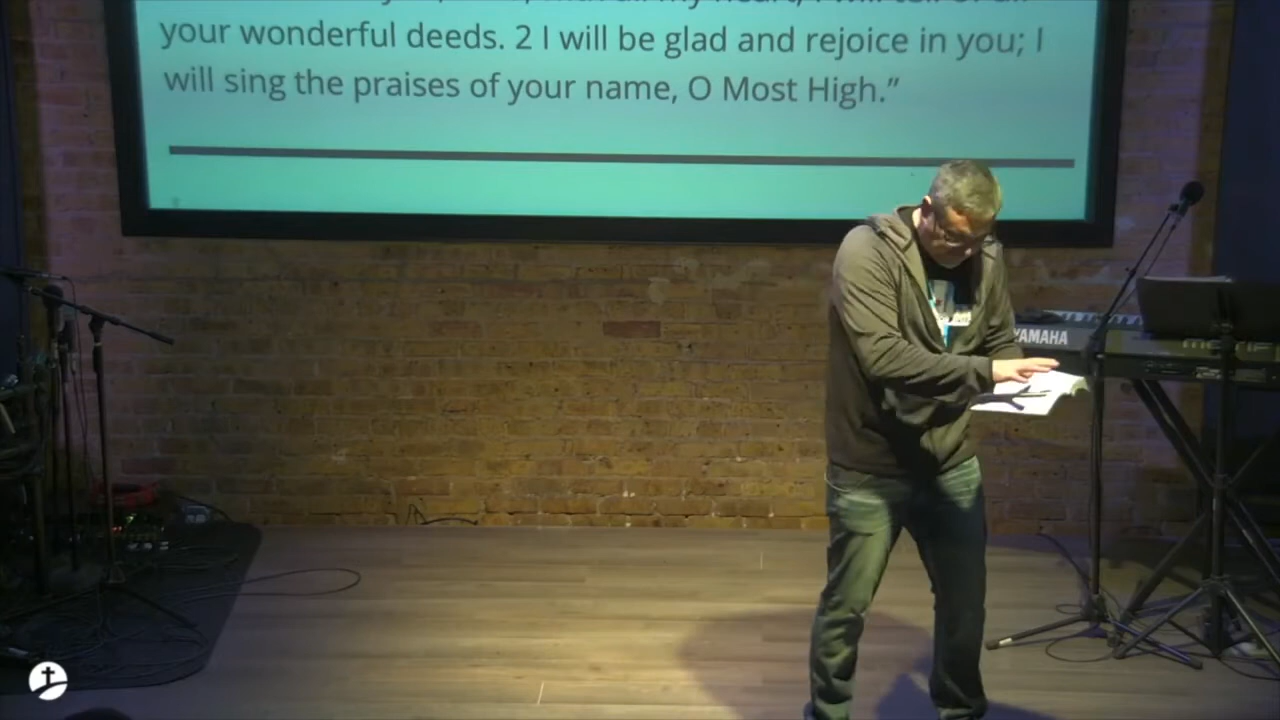 your wonderful deeds. 2 I will be glad and rejoice in you; I
will sing the praises of your name, O Most High.”
YAMAHA